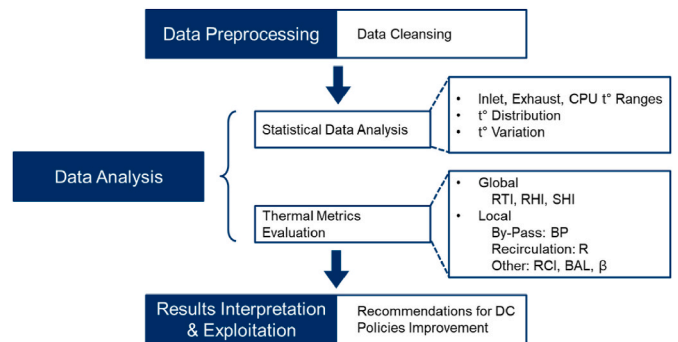 Data Preprocessing
Data Cleansing
Statistical Data Analysis
• Inlet, Exhaust, CPU t° Ranges
• t° Distribution
• t° Variation
Data Analysis
Thermal Metrics
Evaluation
• Global
RTI, RHI, SHI
• Local
By-Pass: BP
Recirculation: R
Other: RCI, BAL, β
Results Interpretation
& Exploitation
Recommendations for DC
Policies Improvement